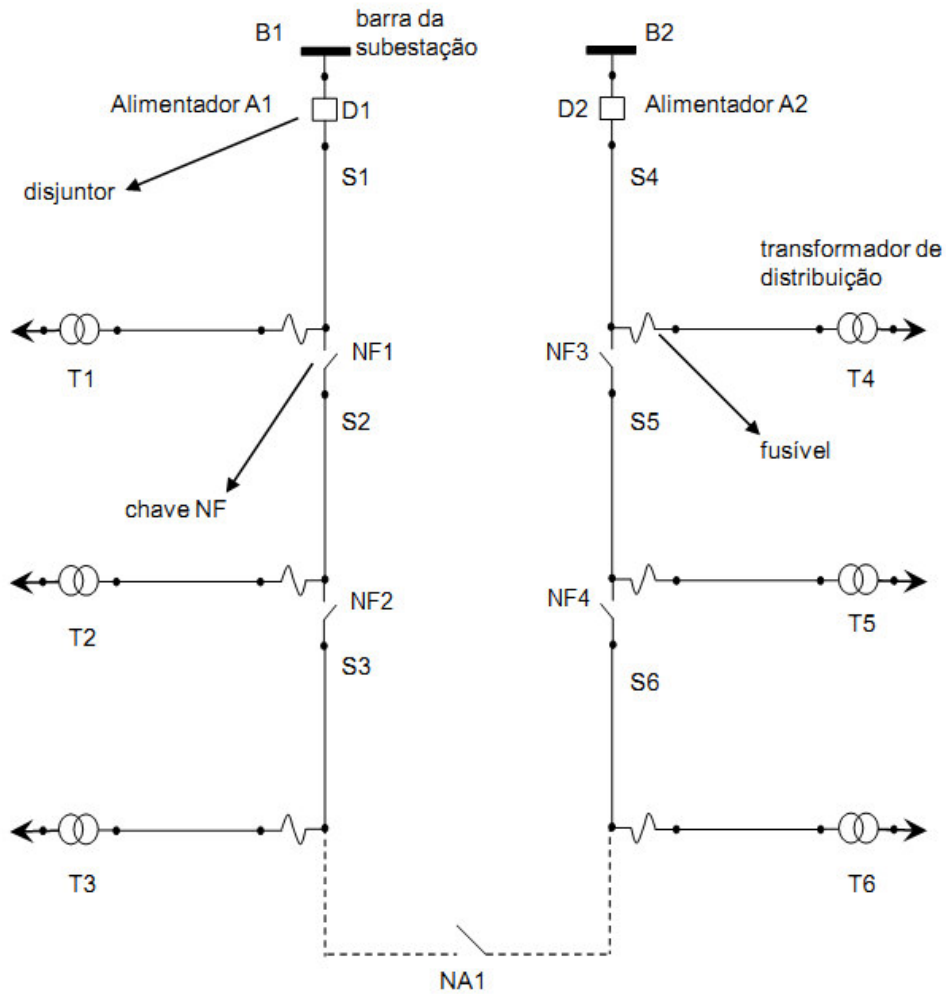 B1
barra da
subestação
B2
Alimentador A1
D1
D2
Alimentador A2
disjuntor
S1
S4
transformador de
distribuição
T1
NF1
NF3
T4
S2
S5
fusível
chave NF
T2
NF2
NF4
T5
S3
S6
T3
T6
NA1